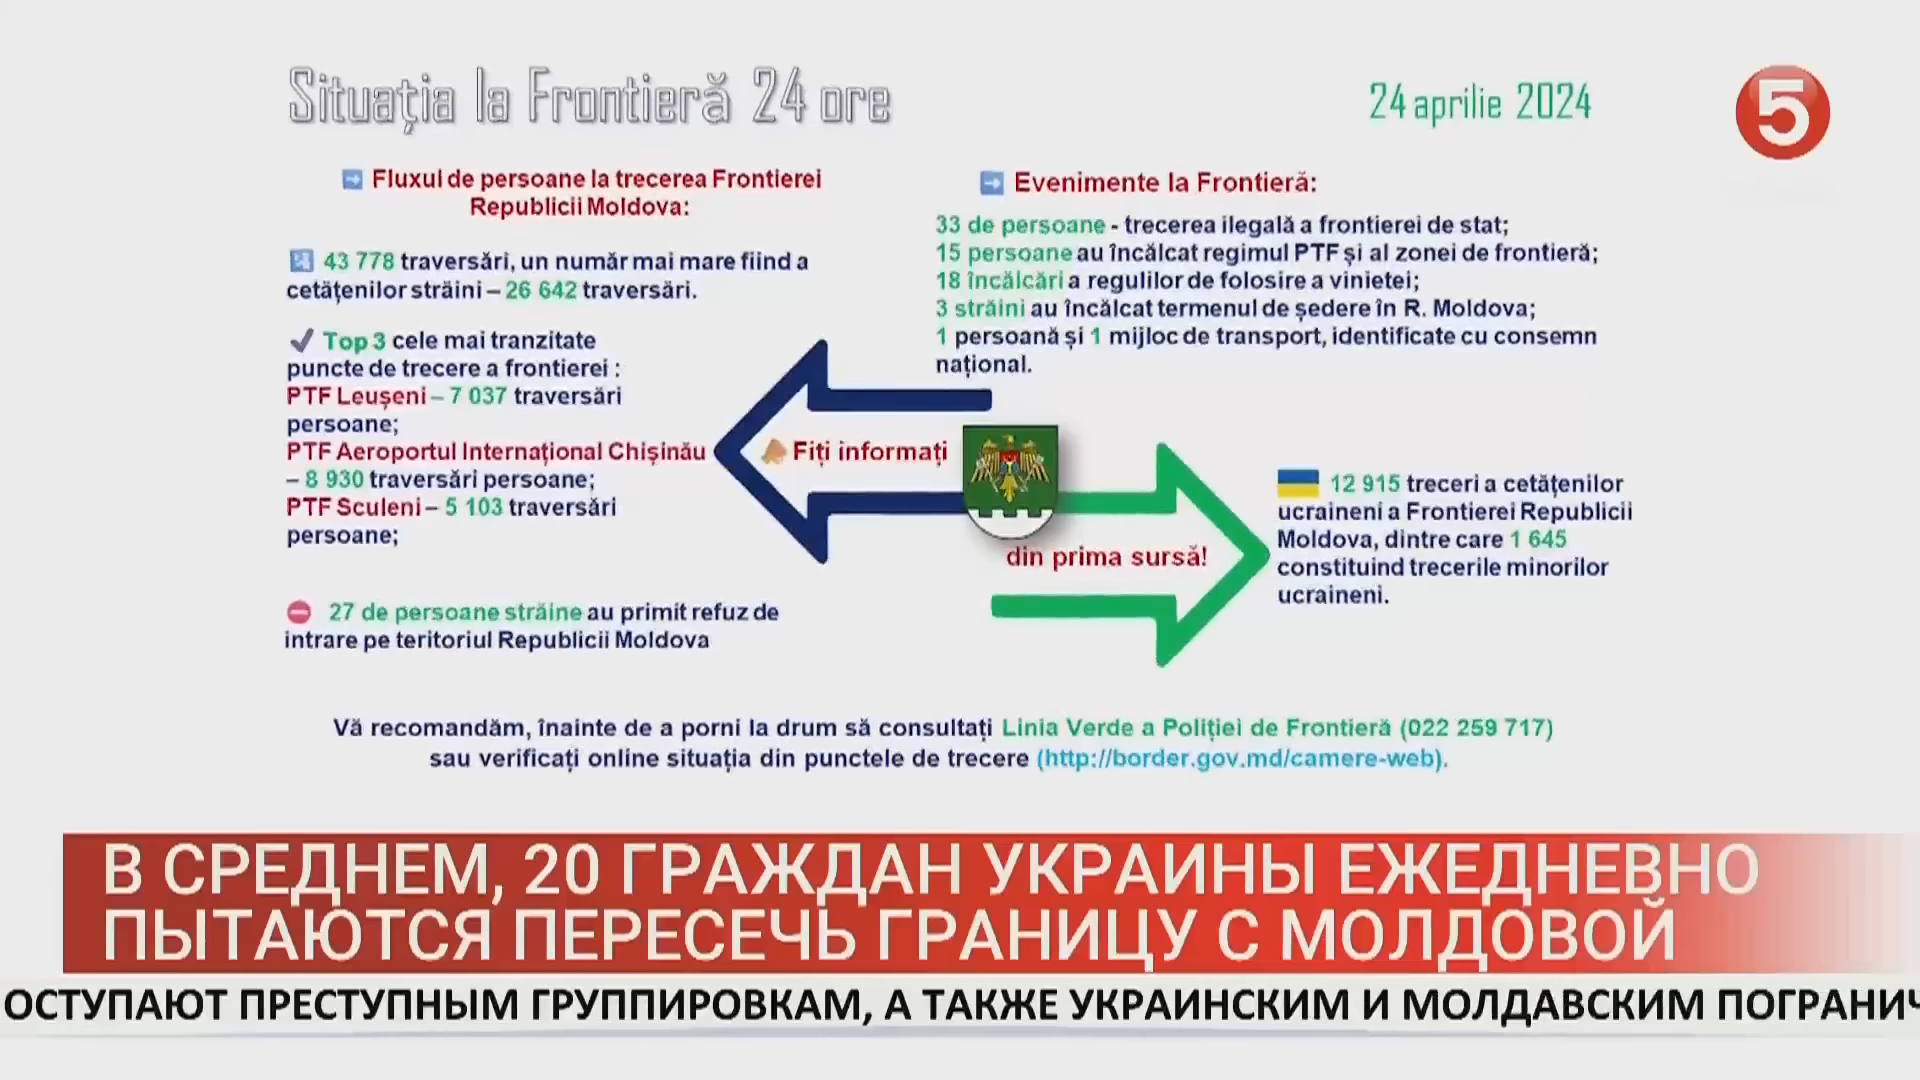 Situația la Frontieră 24 ore
24 aprilie 2024
5
Fluxul de persoane la trecerea Frontierei
Republicii Moldova:
43 778 traversări, un număr mai mare fiind a
cetățenilor străini – 26 642 traversări.
Top 3 cele mai tranzitate
puncte de trecere a frontierei :
PTF Leușeni – 7 037 traversări
persoane;
PTF Aeroportul Internațional Chișinău
– 8 930 traversări persoane;
PTF Sculeni – 5 103 traversări
persoane;
27 de persoane străine au primit refuz de
intrare pe teritoriul Republicii Moldova
Evenimente la Frontieră:
33 de persoane - trecerea ilegală a frontierei de stat;
15 persoane au încălcat regimul PTF și al zonei de frontieră;
18 încălcări a regulilor de folosire a vinietei;
3 străini au încălcat termenul de ședere în R. Moldova;
1 persoană și 1 mijloc de transport, identificate cu consemn
național.
Fiți informați
din prima sursă!
12 915 treceri a cetățenilor
ucraineni a Frontierei Republicii
Moldova, dintre care 1 645
constituind trecerile minorilor
ucraineni.
Vă recomandăm, înainte de a porni la drum să consultați Linia Verde a Poliției de Frontieră (022 259 717)
sau verificați online situația din punctele de trecere (http://border.gov.md/camere-web).
В СРЕДНЕМ, 20 ГРАЖДАН УКРАИНЫ ЕЖЕДНЕВНО
ПЫТАЮТСЯ ПЕРЕСЕЧЬ ГРАНИЦУ С МОЛДОВОЙ
ОСТУПАЮТ ПРЕСТУПНЫМ ГРУППИРОВКАМ, А ТАКЖЕ УКРАИНСКИМ И МОЛДАВСКИМ ПОГРАНИЧ